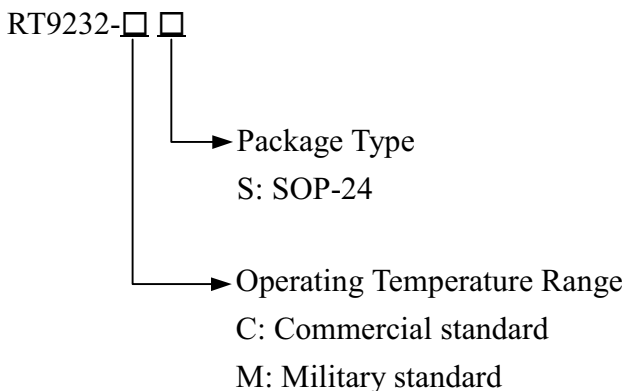 RT9232-□ □
Package Type
S: SOP-24
Operating Temperature Range
C: Commercial standard
M: Military standard